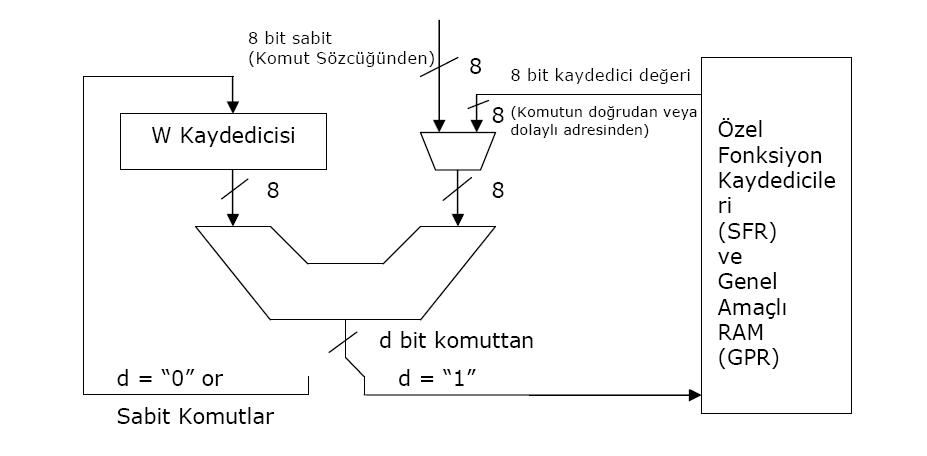 8 bit sabit
(Komut Sözcüğünden)
8
8 bit kaydedici değeri
8
(Komutun doğrudan veya
dolaylı adresinden)
W Kaydedicisi
8
8
Özel
Fonksiyon
Kaydedicile
ri
(SFR)
ve
Genel
Amaçlı
RAM
(GPR)
d bit komuttan
d = “0” or
Sabit Komutlar
d = “1”